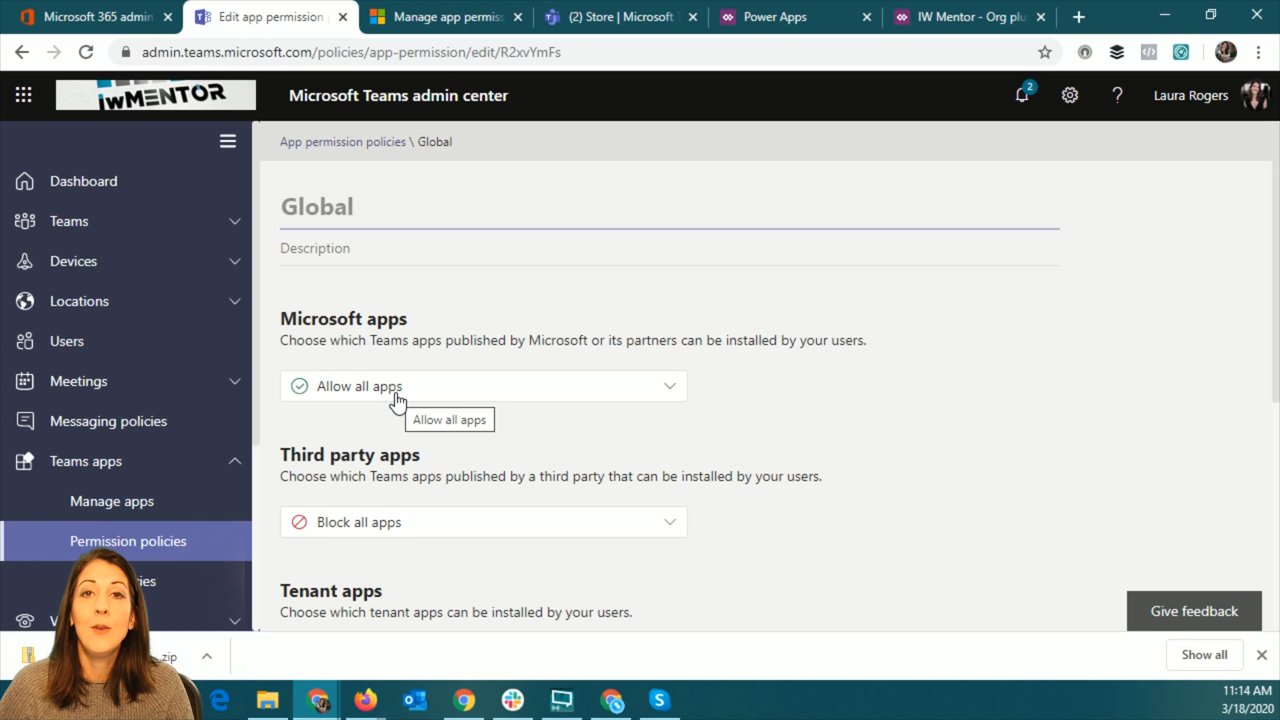 Microsoft 365 admin
Edit app permission
Manage app permiss
(2) Store | Microsoft
Power Apps
IW Mentor - Org plu
admin.teams.microsoft.com/policies/app-permission/edit/R2xvYmFs
iwMENTOR
Microsoft Teams admin center
2
?
Laura Rogers
App permission policies \ Global
Dashboard
Teams
Devices
Locations
Users
Meetings
Messaging policies
Teams apps
Manage apps
Permission policies
ies
V
Global
Description
Microsoft apps
Choose which Teams apps published by Microsoft or its partners can be installed by your users.
Allow all apps
Allow all apps
Third party apps
Choose which Teams apps published by a third party that can be installed by your users.
Block all apps
Tenant apps
Choose which tenant apps can be installed by your users.
Give feedback
.zip
Show all
11:14 AM
3/18/2020